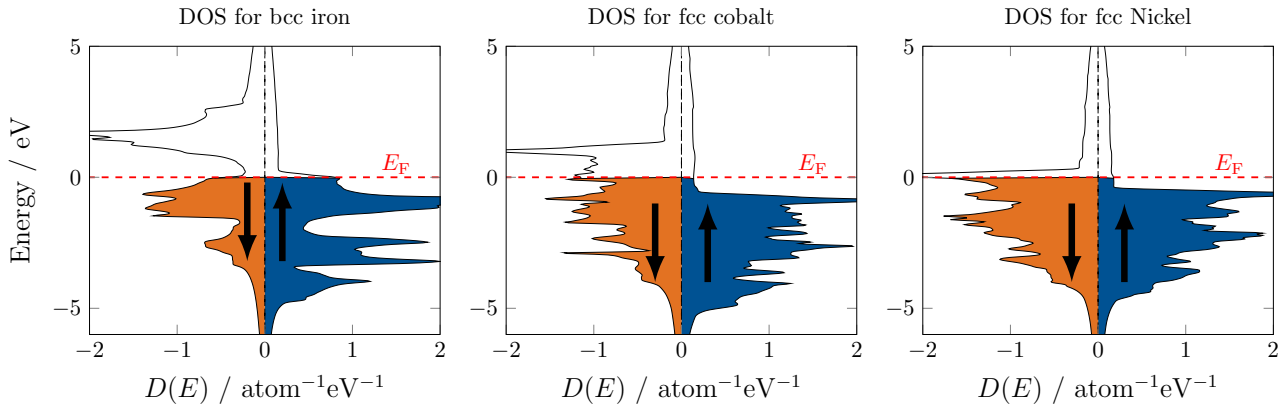 DOS for bcc iron
DOS for fcc cobalt
DOS for fcc Nickel
Energy / eV
5
0
−5
E_F
−2 −1 0 1 2
D(E) / atom⁻¹eV⁻¹
5
0
−5
E_F
−2 −1 0 1 2
D(E) / atom⁻¹eV⁻¹
5
0
−5
E_F
−2 −1 0 1 2
D(E) / atom⁻¹eV⁻¹